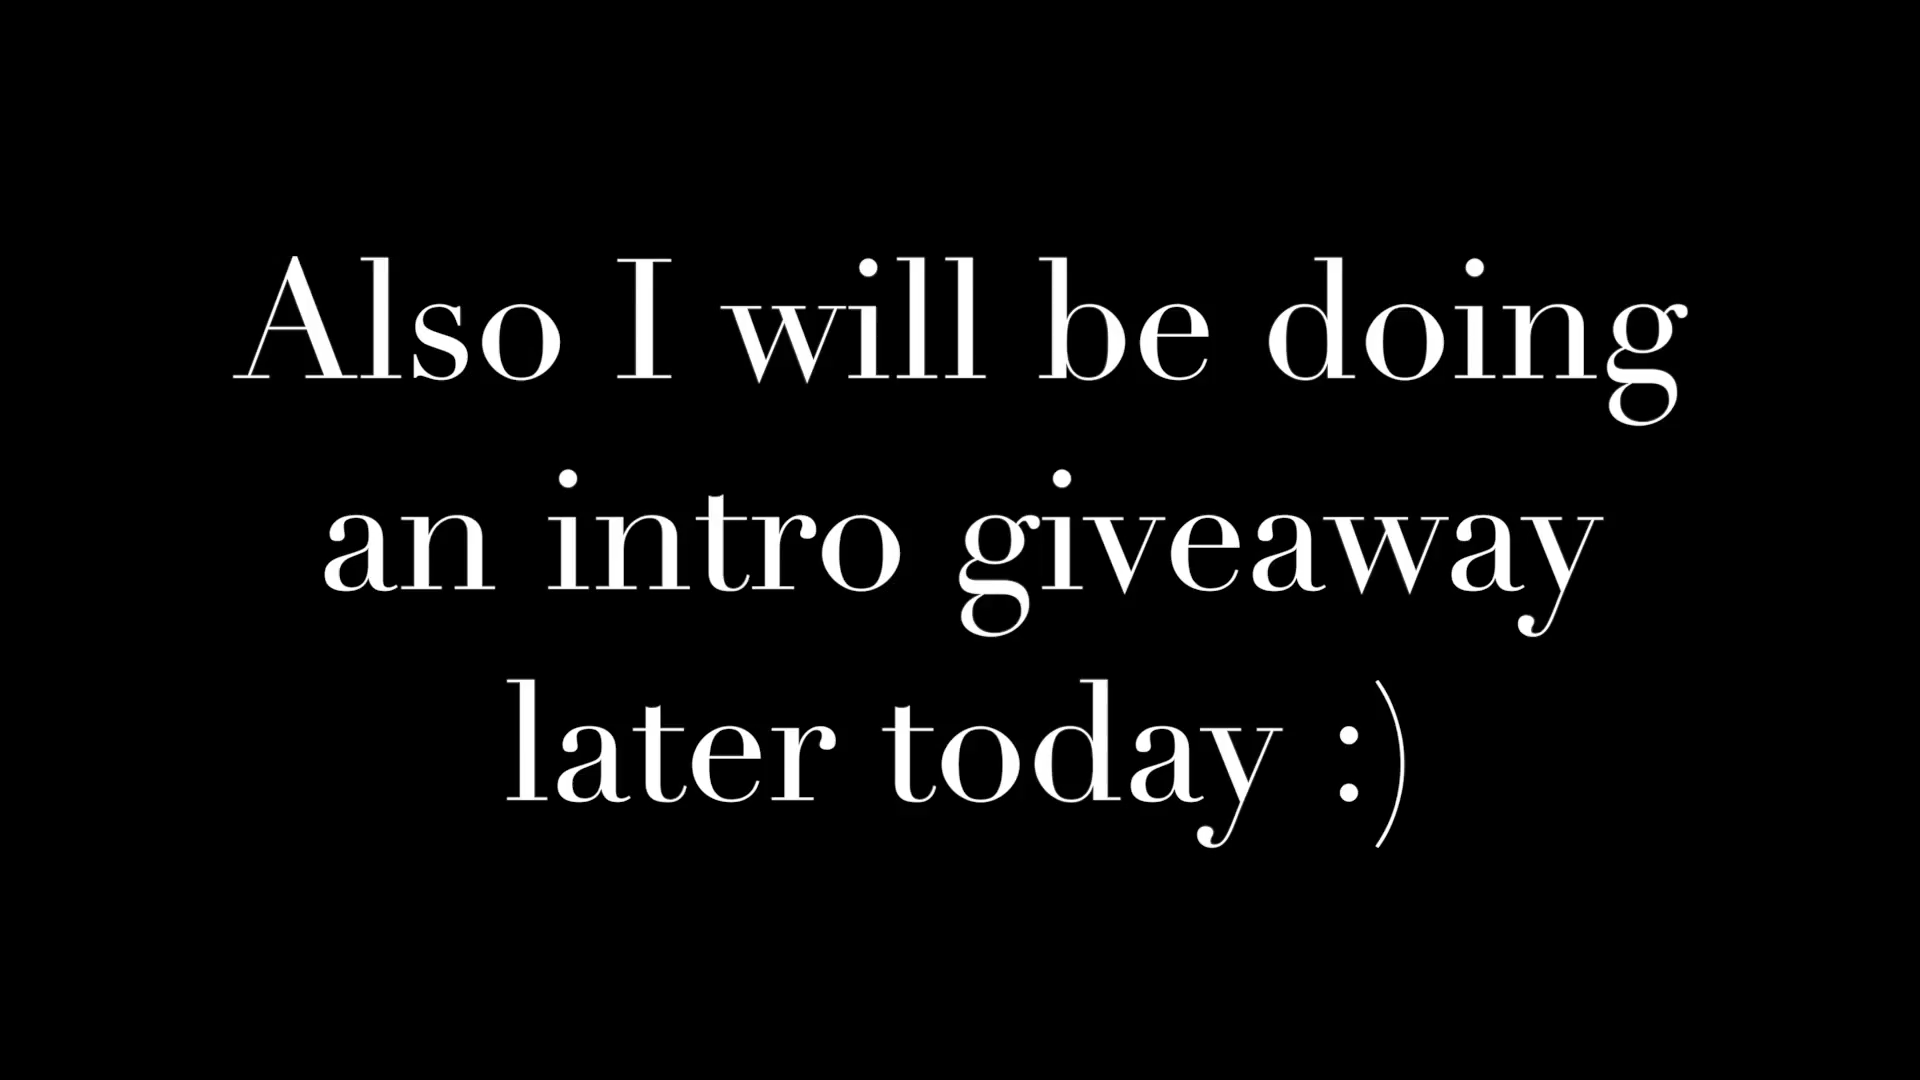 Also I will be doing
an intro giveaway
later today :)